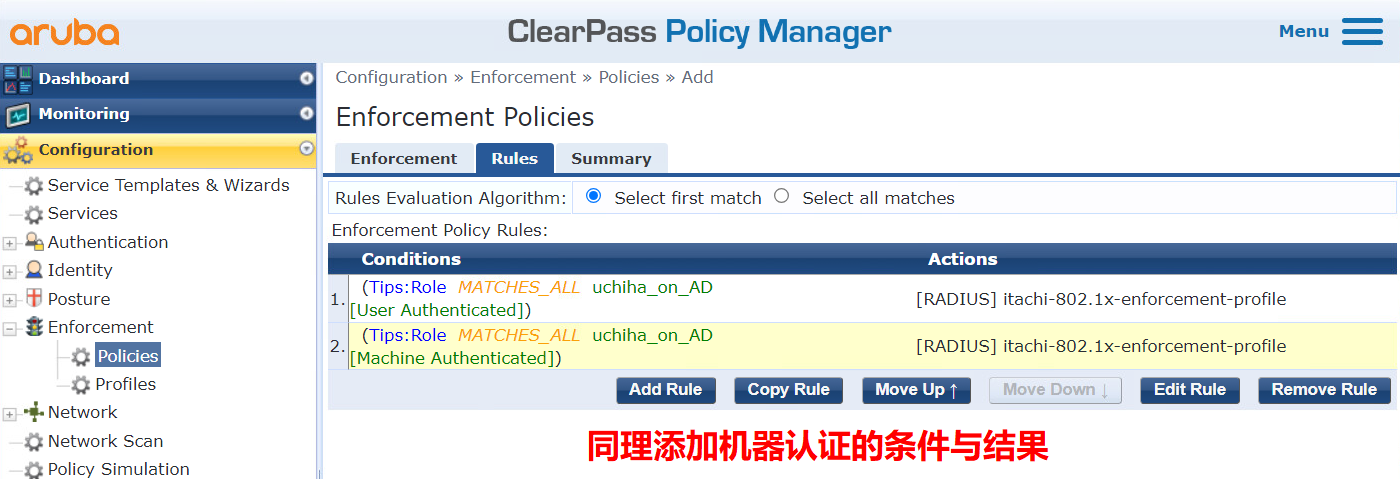 aruba
ClearPass Policy Manager
Menu
Dashboard
Monitoring
Configuration
Service Templates & Wizards
Services
Authentication
Identity
Posture
Enforcement
Policies
Profiles
Network
Network Scan
Policy Simulation
Configuration » Enforcement » Policies » Add
Enforcement Policies
Enforcement Rules Summary
Rules Evaluation Algorithm: Select first match Select all matches
Enforcement Policy Rules:
Conditions Actions
1. (Tips:Role MATCHES_ALL uchiha_on_AD
[User Authenticated]) [RADIUS] itachi-802.1x-enforcement-profile
2. (Tips:Role MATCHES_ALL uchiha_on_AD
[Machine Authenticated]) [RADIUS] itachi-802.1x-enforcement-profile
Add Rule Copy Rule Move Up ↑ Move Down ↓ Edit Rule Remove Rule
同理添加机器认证的条件与结果